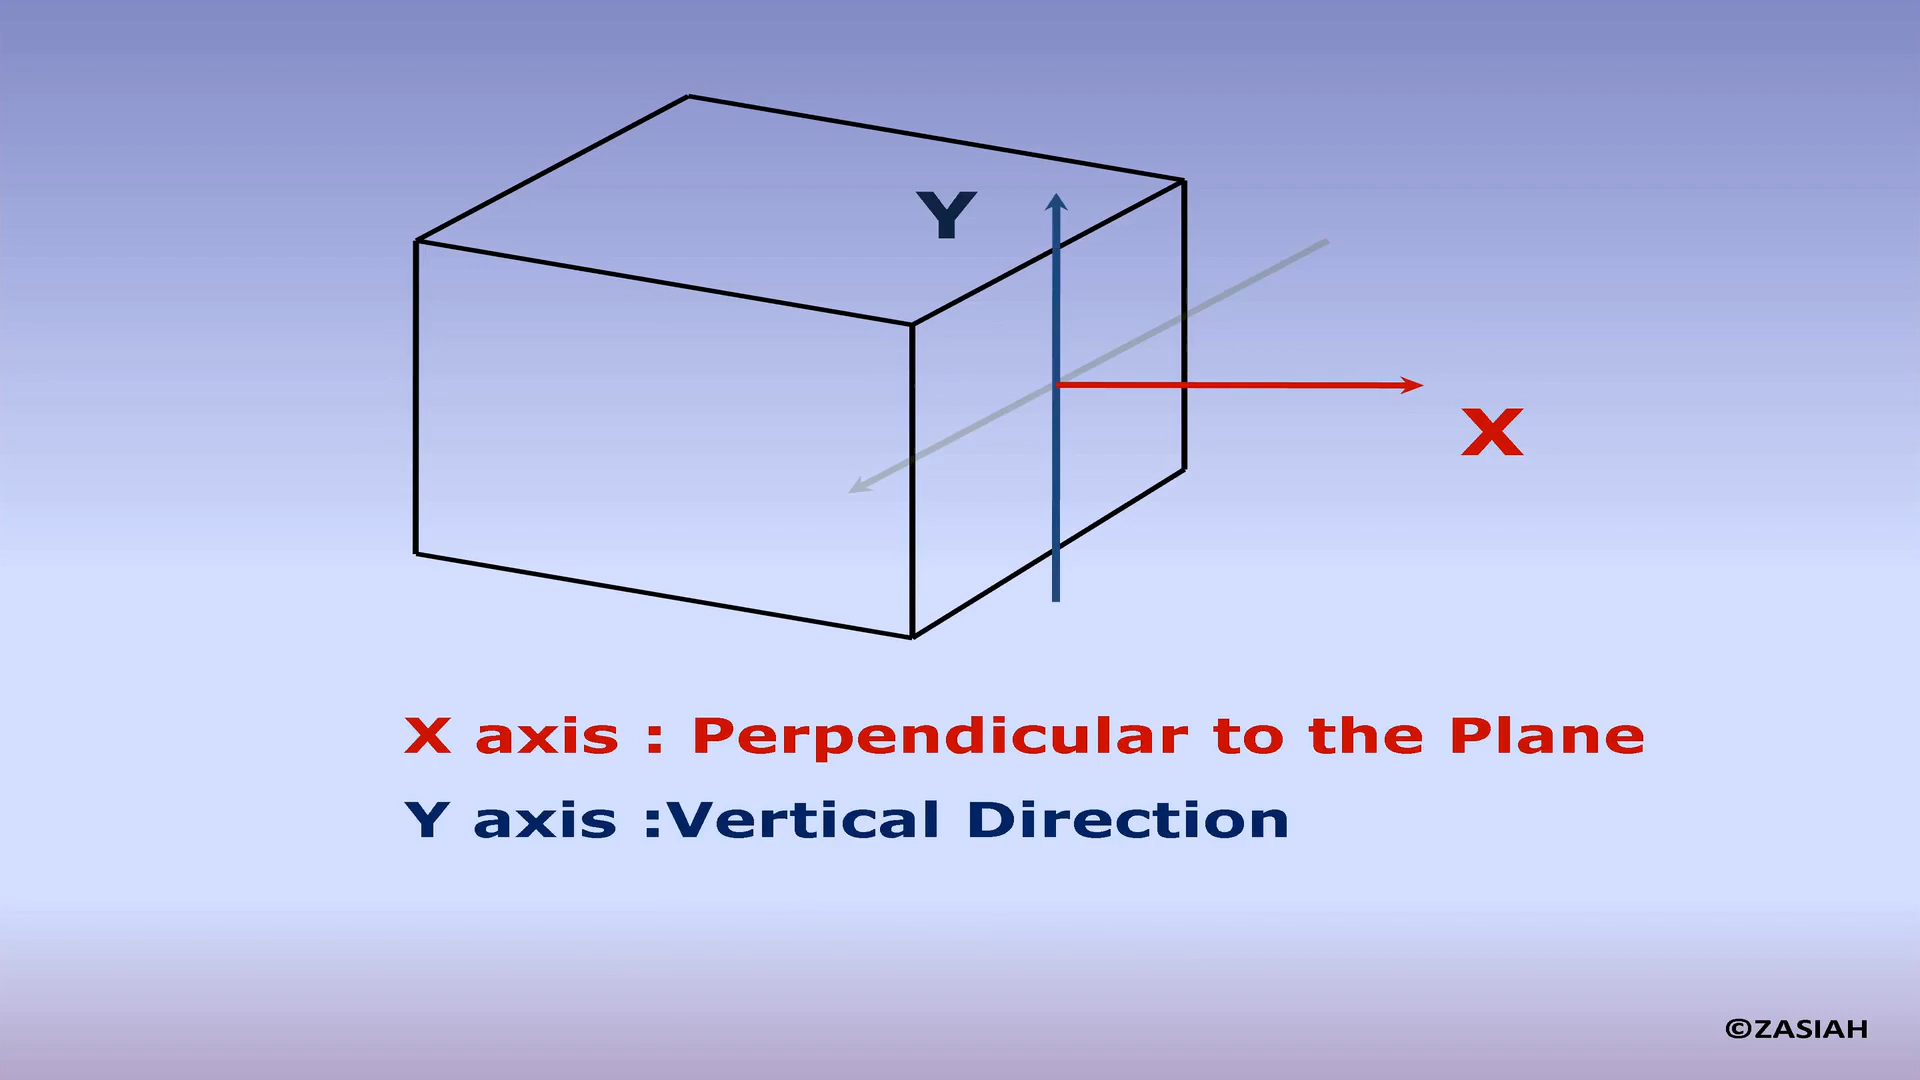 Y
X
X axis : Perpendicular to the Plane
Y axis :Vertical Direction
©ZASIAH